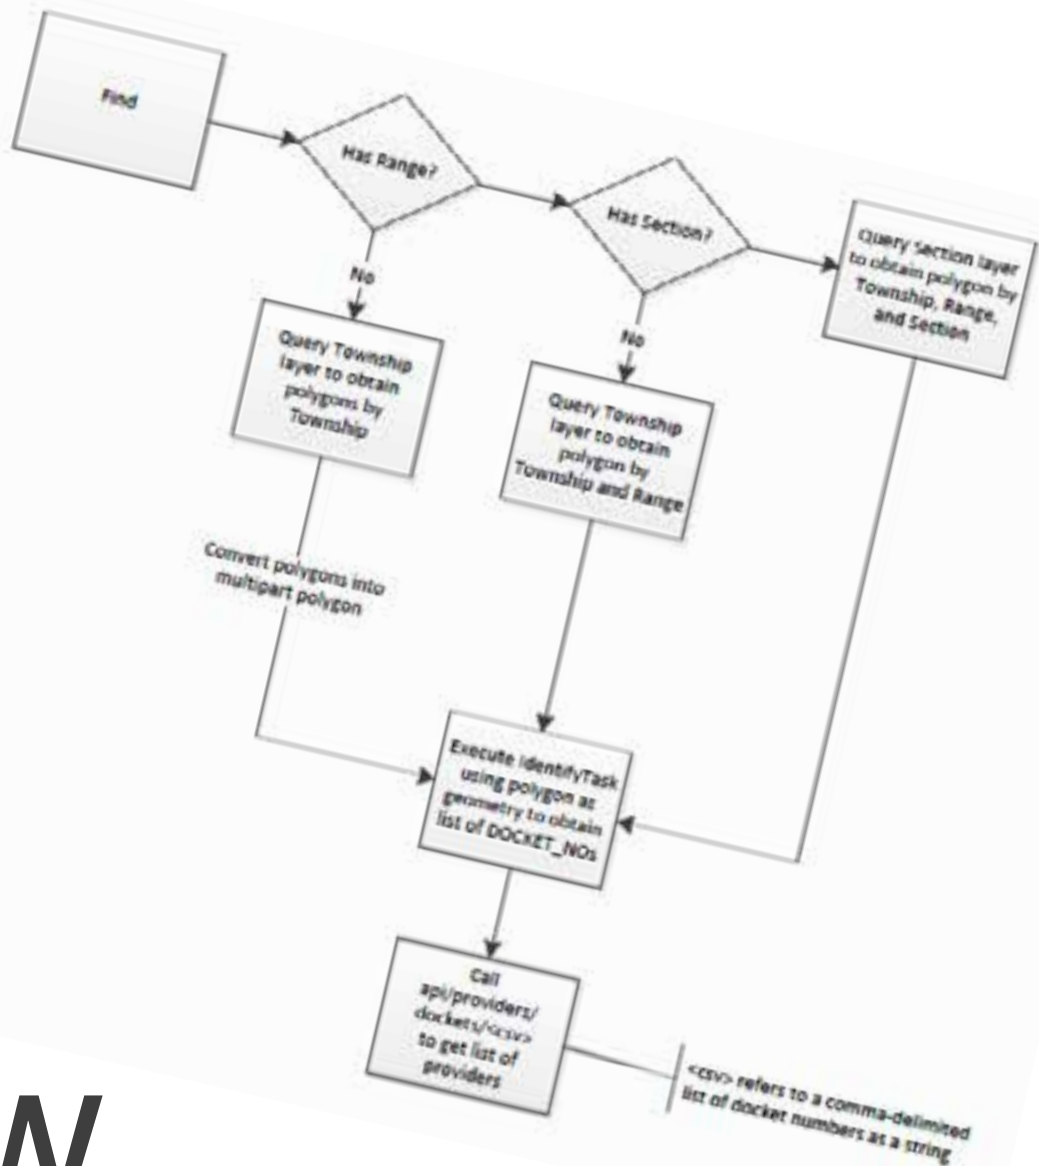 Find
Has Range?
Has Section?
Query Section layer
to obtain polygon by
Township, Range,
and Section
No
No
Query Township
layer to obtain
polygons by
Township
Query Township
layer to obtain
polygon by
Township and Range
Convert polygons into
multipart polygon
Execute IdentifyTask
using polygon as
geometry to obtain
list of DOCKET_NOs
Call
api/providers/
dockets/<csv>
to get list of
providers
<csv> refers to a comma-delimited
list of docket numbers as a string
N